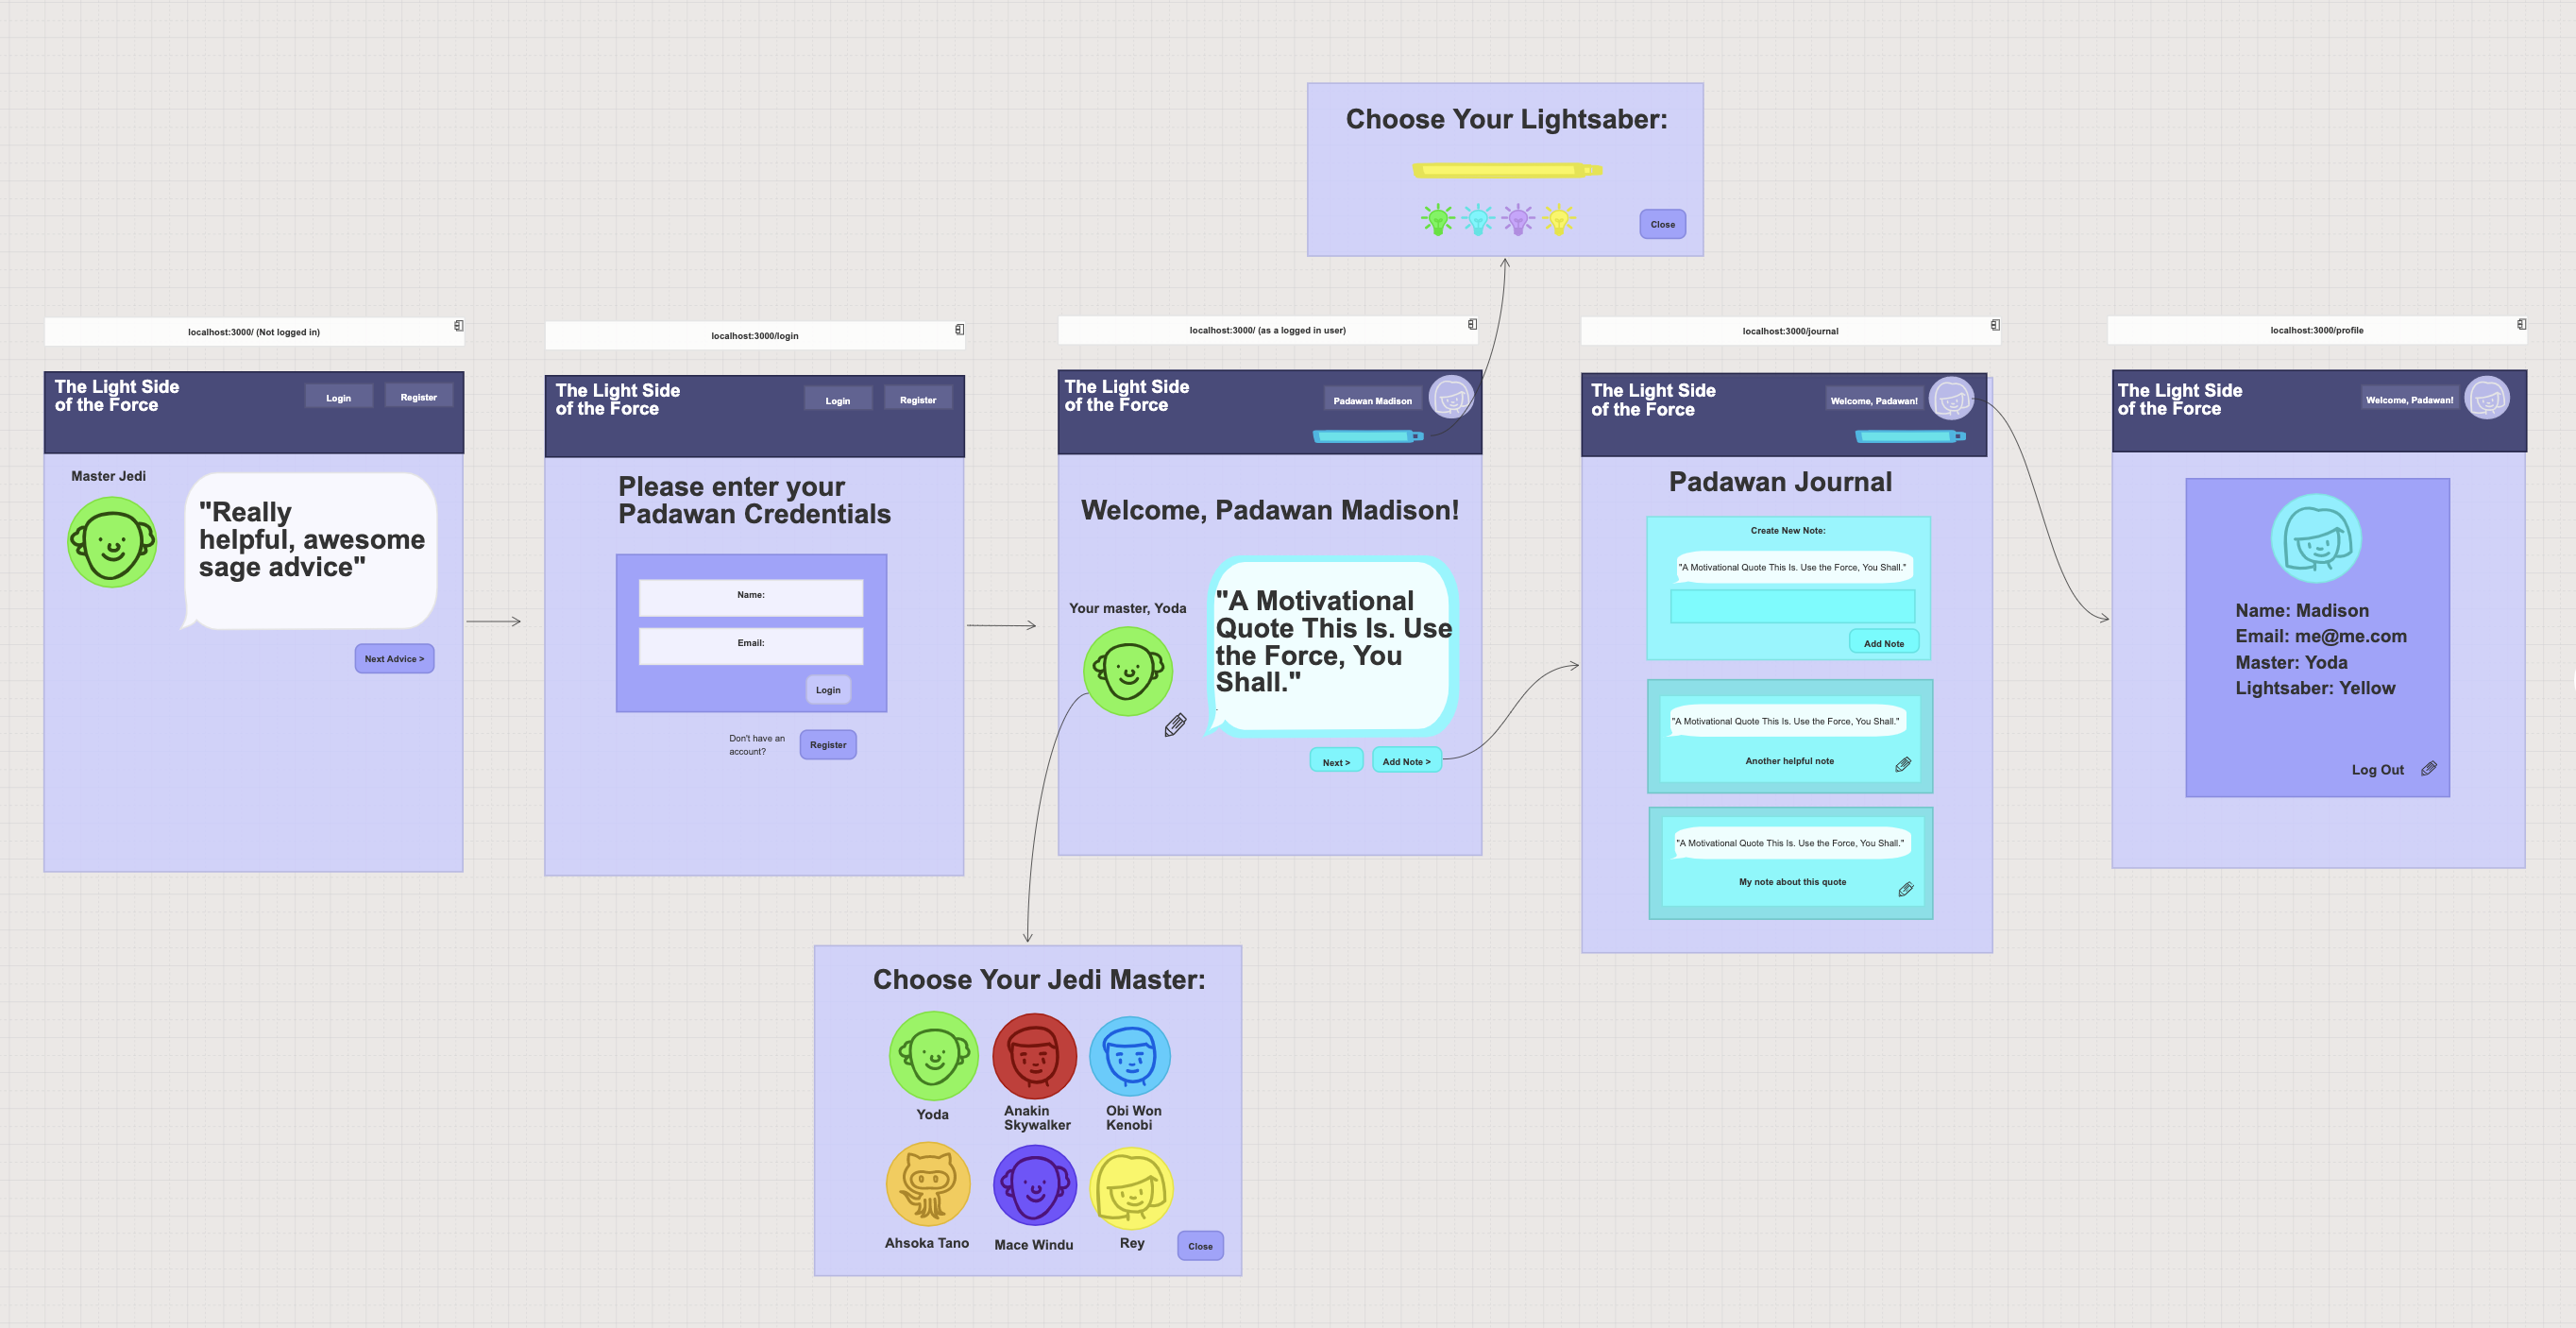 Choose Your Lightsaber:
Close
localhost:3000/ (Not logged in)
The Light Side
of the Force
Login
Register
Master Jedi
"Really
helpful, awesome
sage advice"
Next Advice >
localhost:3000/login
The Light Side
of the Force
Login
Register
Please enter your
Padawan Credentials
Name:
Email:
Login
Don't have an
account?
Register
localhost:3000/ (as a logged in user)
The Light Side
of the Force
Padawan Madison
Welcome, Padawan Madison!
Your master, Yoda
"A Motivational
Quote This Is. Use
the Force, You
Shall."
Next >
Add Note >
localhost:3000/journal
The Light Side
of the Force
Welcome, Padawan!
Padawan Journal
Create New Note:
"A Motivational Quote This Is. Use the Force, You Shall."
Add Note
"A Motivational Quote This Is. Use the Force, You Shall."
Another helpful note
"A Motivational Quote This Is. Use the Force, You Shall."
My note about this quote
localhost:3000/profile
The Light Side
of the Force
Welcome, Padawan!
Name: Madison
Email: me@me.com
Master: Yoda
Lightsaber: Yellow
Log Out
Choose Your Jedi Master:
Yoda
Anakin
Skywalker
Obi Won
Kenobi
Ahsoka Tano
Mace Windu
Rey
Close